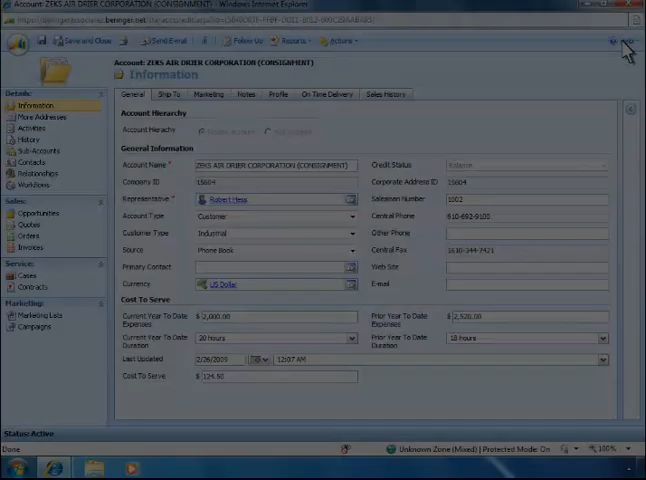 Account: ZEKS AIR DRIER CORPORATION (CONSIGNMENT) - Windows Internet Explorer
Save and Close
Send E-mail
Follow Up
Reports
Actions
Help
Account: ZEKS AIR DRIER CORPORATION (CONSIGNMENT)
Information
Details:
Information
More Addresses
Activities
History
Sub-Accounts
Contacts
Relationships
Workflows
Sales:
Opportunities
Quotes
Orders
Invoices
Service:
Cases
Contracts
Marketing:
Marketing Lists
Campaigns
General Ship To Marketing Notes Profile On Time Delivery Sales History
Account Hierarchy
Account Hierarchy
General Information
Account Name * ZEKS AIR DRIER CORPORATION (CONSIGNMENT) Credit Status
Company ID 15604 Corporate Address ID 15604
Representative * Robert Hess Salesman Number 1002
Account Type Customer Central Phone 610-692-9100
Customer Type Industrial Other Phone
Source Phone Book Central Fax
Primary Contact Web Site
Currency US Dollar E-mail
Cost To Serve
Current Year To Date Expenses $ 2,000.00 Prior Year To Date Expenses $ 2,520.00
Current Year To Date Duration 20 hours Prior Year To Date Duration 18 hours
Last Updated 2/26/2009 12:07 AM
Cost To Serve $ 124.50
Status: Active
Done Unknown Zone (Mixed) | Protected Mode: On 100%